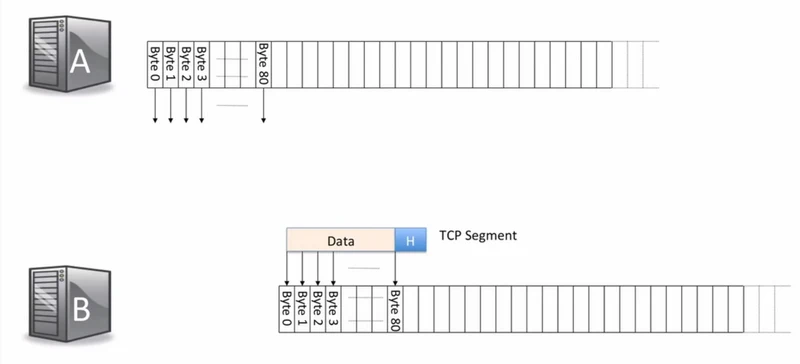 A
Byte 0
Byte 1
Byte 2
Byte 3
Byte 80
Data
H
TCP Segment
B
Byte 0
Byte 1
Byte 2
Byte 3
Byte 80